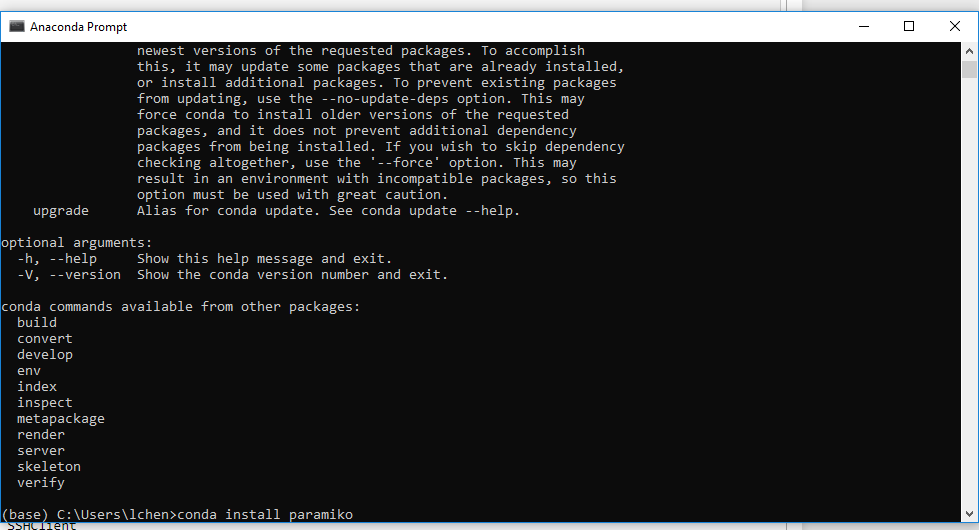 Anaconda Prompt
newest versions of the requested packages. To accomplish
this, it may update some packages that are already installed,
or install additional packages. To prevent existing packages
from updating, use the --no-update-deps option. This may
force conda to install older versions of the requested
packages, and it does not prevent additional dependency
packages from being installed. If you wish to skip dependency
checking altogether, use the '--force' option. This may
result in an environment with incompatible packages, so this
option must be used with great caution.
upgrade Alias for conda update. See conda update --help.
optional arguments:
-h, --help Show this help message and exit.
-V, --version Show the conda version number and exit.
conda commands available from other packages:
build
convert
develop
env
index
inspect
metapackage
render
server
skeleton
verify
(base) C:\Users\lchen>conda install paramiko
SSHClient